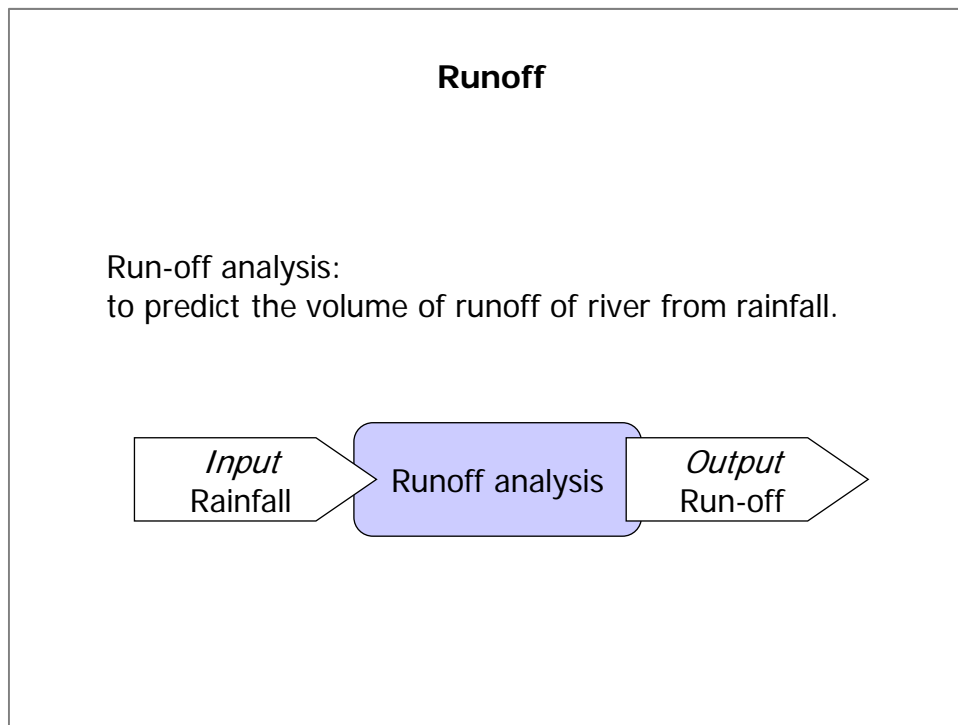 Runoff
Run-off analysis:
to predict the volume of runoff of river from rainfall.
Input
Rainfall
Runoff analysis
Output
Run-off